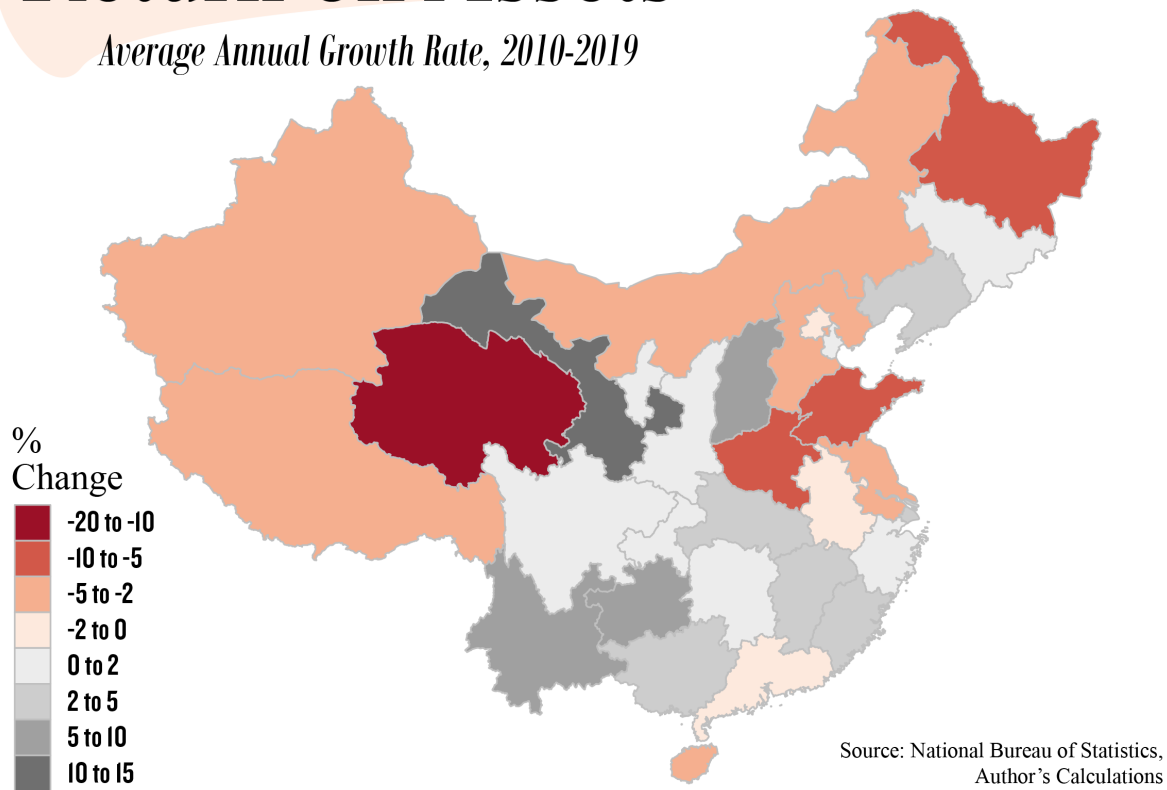 Average Annual Growth Rate, 2010-2019
%
Change
-20 to -10
-10 to -5
-5 to -2
-2 to 0
0 to 2
2 to 5
5 to 10
10 to 15
Source: National Bureau of Statistics,
Author's Calculations